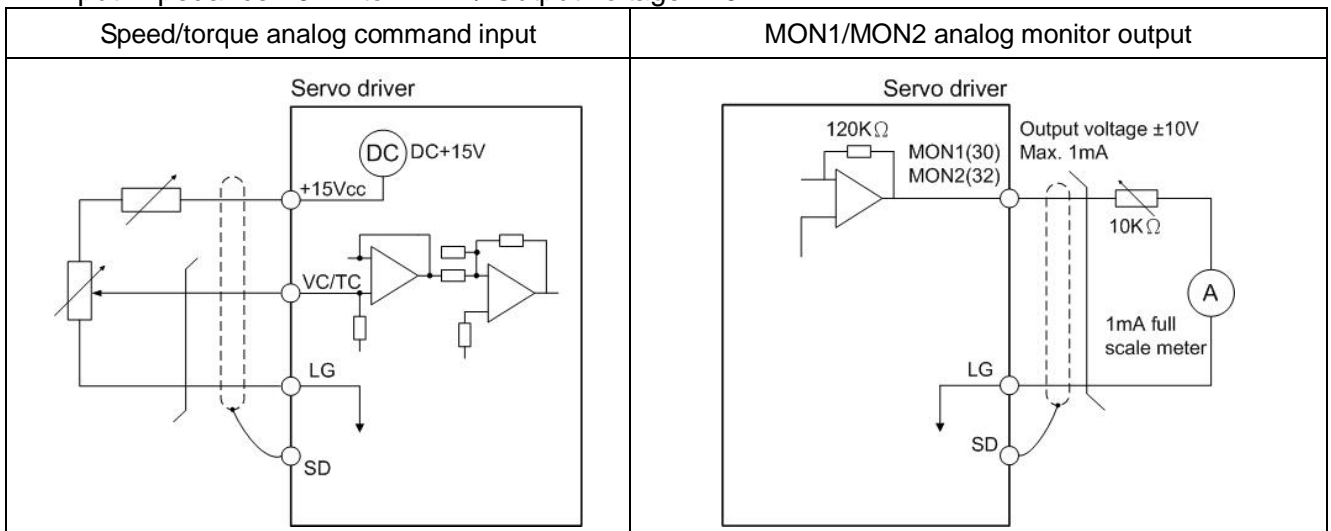 Speed/torque analog command input
MON1/MON2 analog monitor output
Servo driver
DC
DC+15V
+15Vcc
VC/TC
LG
SD
Servo driver
120KΩ
MON1(30)
MON2(32)
Output voltage ±10V
Max. 1mA
10KΩ
A
1mA full
scale meter
LG
SD